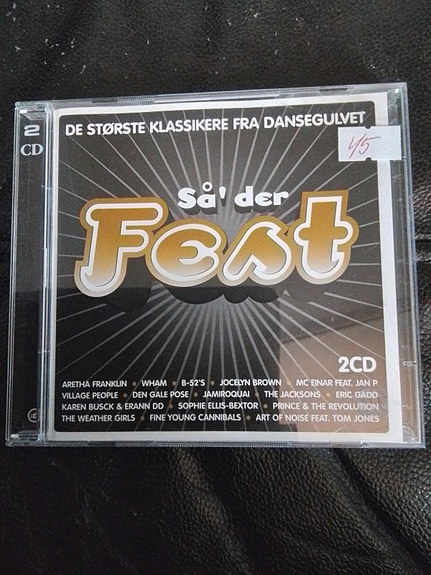 2
CD
DE STØRSTE KLASSIKERE FRA DANSEGULVET
45
Så' der
Fest
2CD
ARETHA FRANKLIN • WHAM • B-52'S • JOCELYN BROWN • MC EINAR FEAT. JAN P
VILLAGE PEOPLE • DEN GALE POSE • JAMIROQUAI • THE JACKSONS • ERIC GADD
KAREN BUSCK & ERANN DD • SOPHIE ELLIS-BEXTOR • PRINCE & THE REVOLUTION
THE WEATHER GIRLS • FINE YOUNG CANNIBALS • ART OF NOISE FEAT. TOM JONES